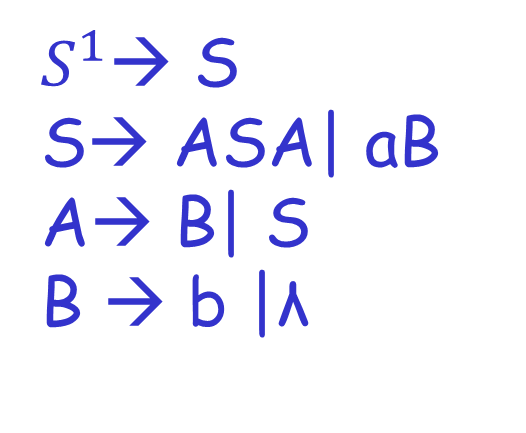 S¹→ S
S→ ASA| aB
A→ B| S
B → b |λ